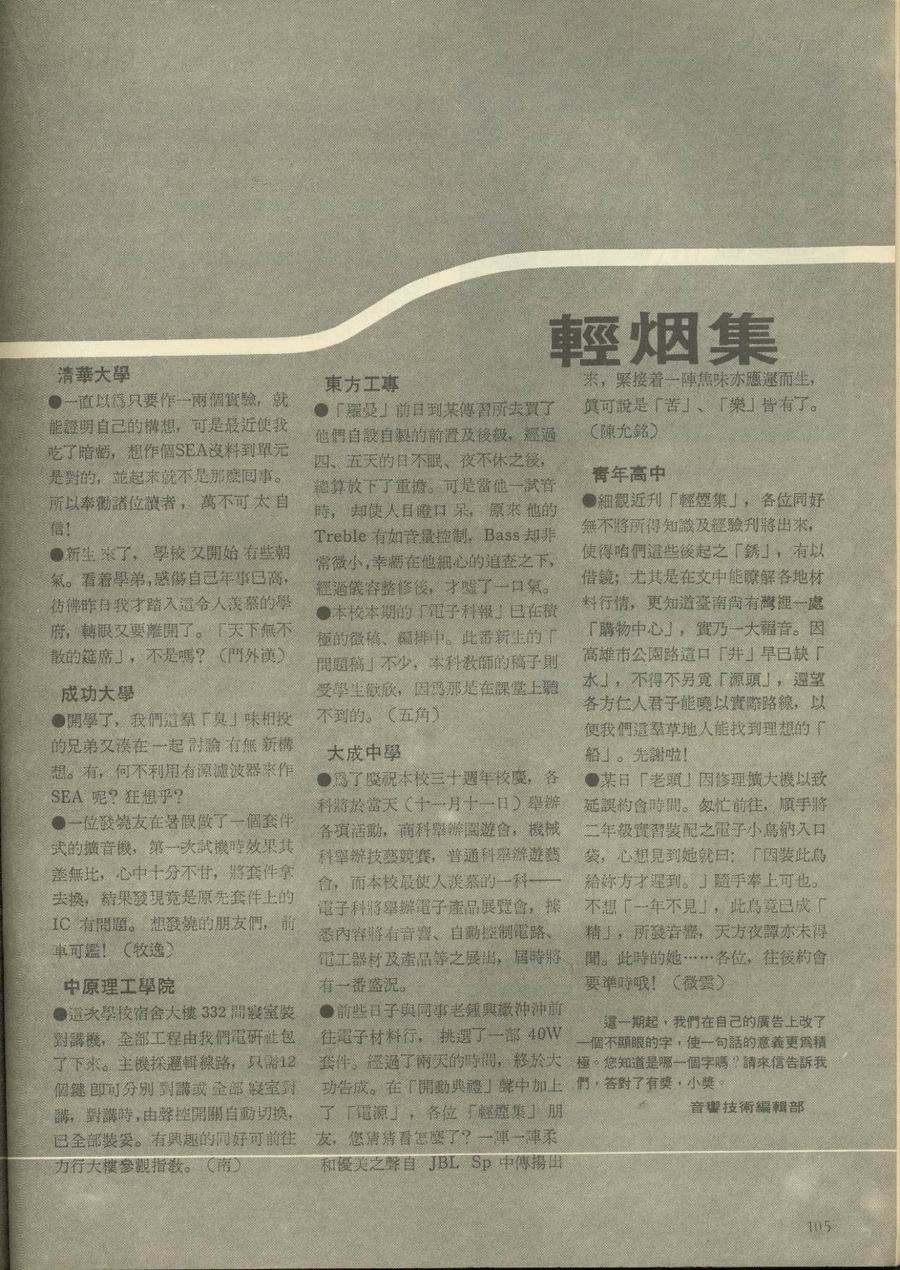 輕烟集
清華大學
●一直以爲只要作一兩個實驗，就
能證明自己的構想，可是最近使我
吃了暗虧，想作個SEA沒料到單元
是對的，並起來就不是那麼囘事。
所以奉勸諸位讀者，萬不可太自
信!
●新生來了，學校又開始有些朝
氣。看着學弟,感傷自己年事已高，
彷彿昨日我才踏入這令人羨慕的學
府，轉眼又要離開了。「天下無不
散的筵席」，不是嗎？（門外漢）
成功大學
●開學了，我們這羣「臭」味相投
的兄弟又湊在一起討論有無新構
想。有，何不利用有源濾波器來作
SEA 呢？狂想乎？
●一位發燒友在暑假做了一個套件
式的擴音機，第一次試機時效果其
差無比，心中十分不甘，將套件拿
去換，結果發現竟是原先套件上的
IC 有問題。想發燒的朋友們，前
車可鑑!（牧逸）
中原理工學院
●這次學校宿舍大樓 332 間寢室裝
對講機，全部工程由我們電研社包
了下來。主機採邏輯線路，只需12
個鍵即可分別對講或全部寢室對
講，對講時,由聲控開關自動切換，
已全部裝妥。有興趣的同好可前往
力行大樓參觀指敎。（南）
東方工專
●「羅曼」前日到某傳習所去買了
他們自設自製的前置及後級，經過
四、五天的日不眠、夜不休之後，
總算放下了重擔。可是當他一試音
時，却使人目瞪口呆，原來他的
Treble 有如音量控制，Bass 却非
常微小,幸虧在他細心的追查之下，
經過儀容整修後，才噓了一口氣。
●本校本期的「電子科報」已在積
極的徵稿、編排中。此番新生的「
問題稿」不少，本科敎師的稿子則
受學生歡欣，因爲那是在課堂上聽
不到的。（五角）
大成中學
●爲了慶祝本校三十週年校慶，各
科將於當天（十一月十一日）舉辦
各項活動，商科舉辦園遊會，機械
科舉辦技藝競賽，普通科舉辦遊藝
會，而本校最使人羨慕的一科——
電子科將舉辦電子產品展覽會，據
悉內容將有音響、自動控制電路、
電工器材及產品等之展出，屆時將
有一番盛況。
●前些日子與同事老鍾興緻沖沖前
往電子材料行，挑選了一部 40W
套件。經過了兩天的時間，終於大
功告成。在「開動典禮」聲中加上
了「電源」，各位「輕煙集」朋
友，您猜猜看怎麼了？一陣一陣柔
和優美之聲自 JBL Sp 中傳揚出
來，緊接着一陣焦味亦應運而生，
眞可說是「苦」、「樂」皆有了。
（陳允銘）
靑年高中
●細觀近刋「輕煙集」，各位同好
無不將所得知識及經驗刋將出來，
使得咱們這些後起之「銹」，有以
借鏡；尤其是在文中能瞭解各地材
料行情，更知道臺南尙有灣裡一處
「購物中心」，實乃一大福音。因
高雄市公園路這口「井」早已缺「
水」，不得不另覓「源頭」，還望
各方仁人君子能曉以實際路線，以
便我們這羣草地人能找到理想的「
船」。先謝啦!
●某日「老頭」因修理擴大機以致
延誤約會時間。匆忙前往，順手將
二年級實習裝配之電子小鳥納入口
袋，心想見到她就曰：「因裝此鳥
給妳方才遲到。」隨手奉上可也。
不想「一年不見」，此鳥竟已成「
精」，所發音響，天方夜譚亦未得
聞。此時的她……各位，往後約會
要準時哦!（微雲）
這一期起，我們在自己的廣告上改了
一個不顯眼的字，使一句話的意義更爲積
極。您知道是哪一個字嗎？請來信告訴我
們，答對了有獎，小獎。
音響技術編輯部
105